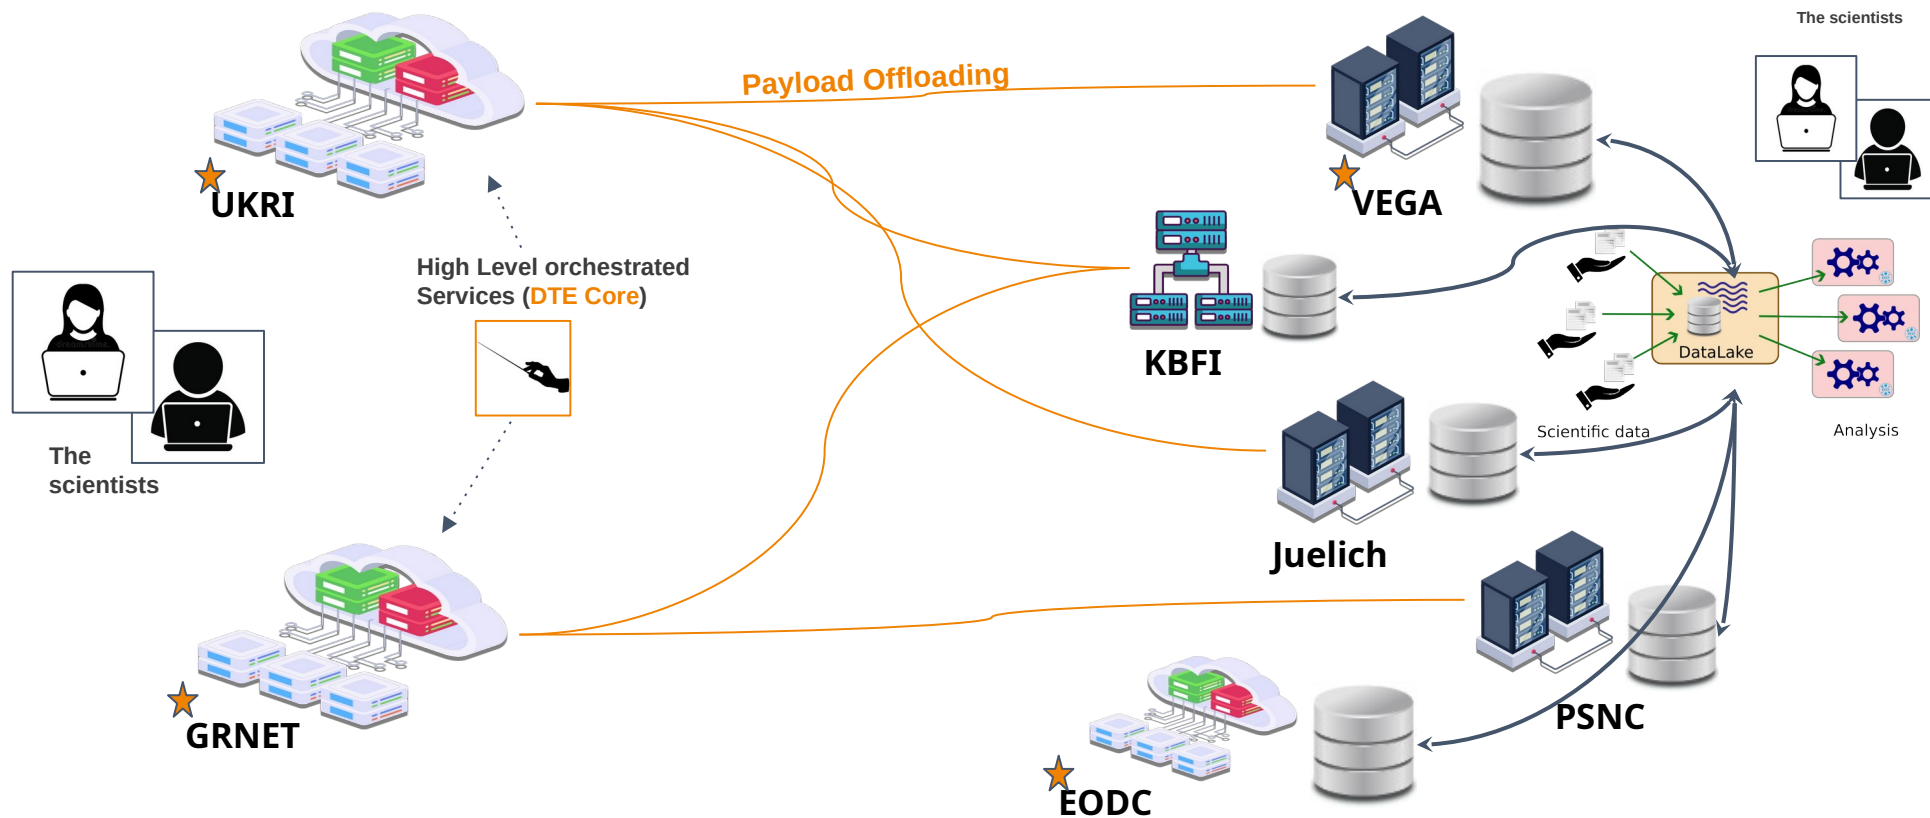 The scientists
Payload Offloading
UKRI
VEGA
High Level orchestrated
Services (DTE Core)
KBFI
DataLake
Scientific data
Analysis
The
scientists
Juelich
GRNET
PSNC
EODC